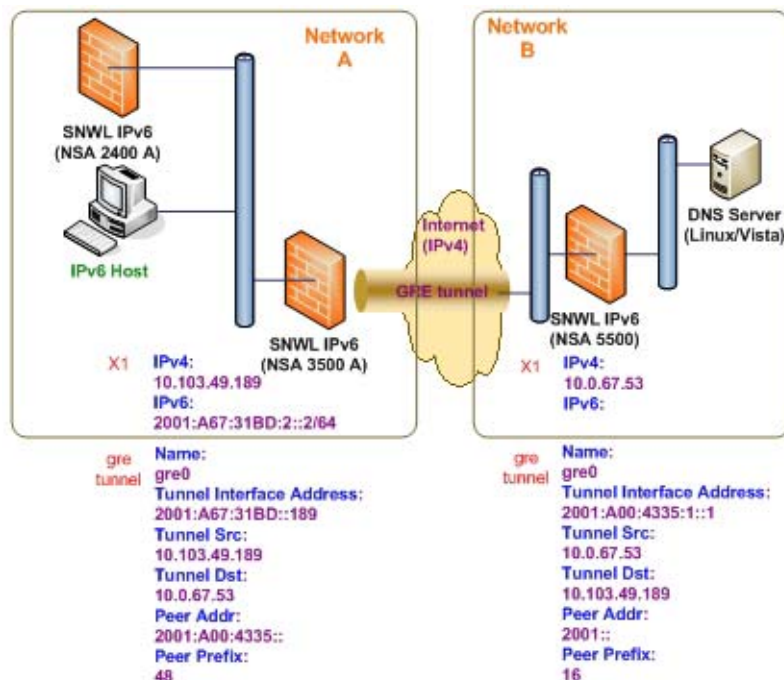 Network
A
SNWL IPv6
(NSA 2400 A)
IPv6 Host
SNWL IPv6
(NSA 3500 A)
X1
IPv4:
10.103.49.189
IPv6:
2001:A67:31BD:2::2/64
gre
tunnel
Name:
gre0
Tunnel Interface Address:
2001:A67:31BD::189
Tunnel Src:
10.103.49.189
Tunnel Dst:
10.0.67.53
Peer Addr:
2001:A00:4335::
Peer Prefix:
48
Internet
(IPv4)
GRE tunnel
Network
B
DNS Server
(Linux/Vista)
SNWL IPv6
(NSA 5500)
X1
IPv4:
10.0.67.53
IPv6:
gre
tunnel
Name:
gre0
Tunnel Interface Address:
2001:A00:4335:1::1
Tunnel Src:
10.0.67.53
Tunnel Dst:
10.103.49.189
Peer Addr:
2001::
Peer Prefix:
16